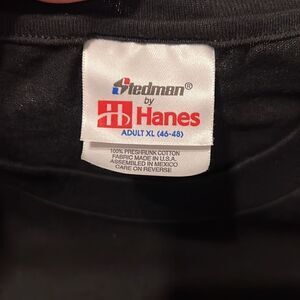 Stedman®
by
Hanes
ADULT XL (46-48)
100% PRESHRUNK COTTON
FABRIC MADE IN U.S.A.
ASSEMBLED IN MEXICO
CARE ON REVERSE